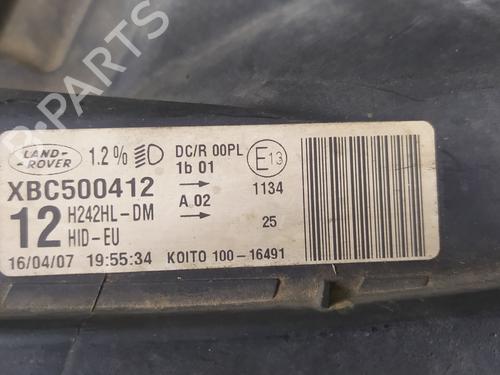 B-PARTS
LAND-
ROVER
1.2%
DC/R 00PL
1b 01
E13
XBC500412
1134
12
H242HL-DM
A 02
HID-EU
25
16/04/07 19:55:34 KOITO 100-16491